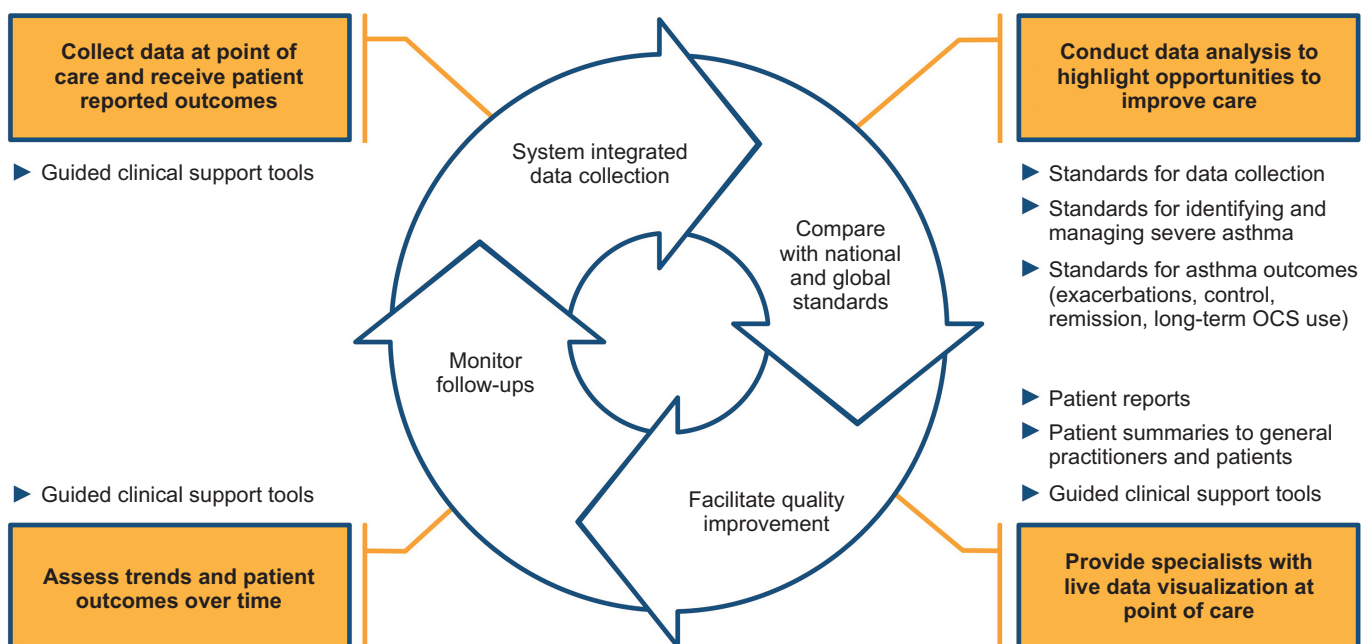 Collect data at point of
care and receive patient
reported outcomes
▶ Guided clinical support tools
System integrated
data collection
Conduct data analysis to
highlight opportunities to
improve care
▶ Standards for data collection
▶ Standards for identifying and
managing severe asthma
▶ Standards for asthma outcomes
(exacerbations, control,
remission, long-term OCS use)
Compare
with national
and global
standards
Monitor
follow-ups
Facilitate quality
improvement
▶ Patient reports
▶ Patient summaries to general
practitioners and patients
▶ Guided clinical support tools
Provide specialists with
live data visualization at
point of care
▶ Guided clinical support tools
Assess trends and patient
outcomes over time